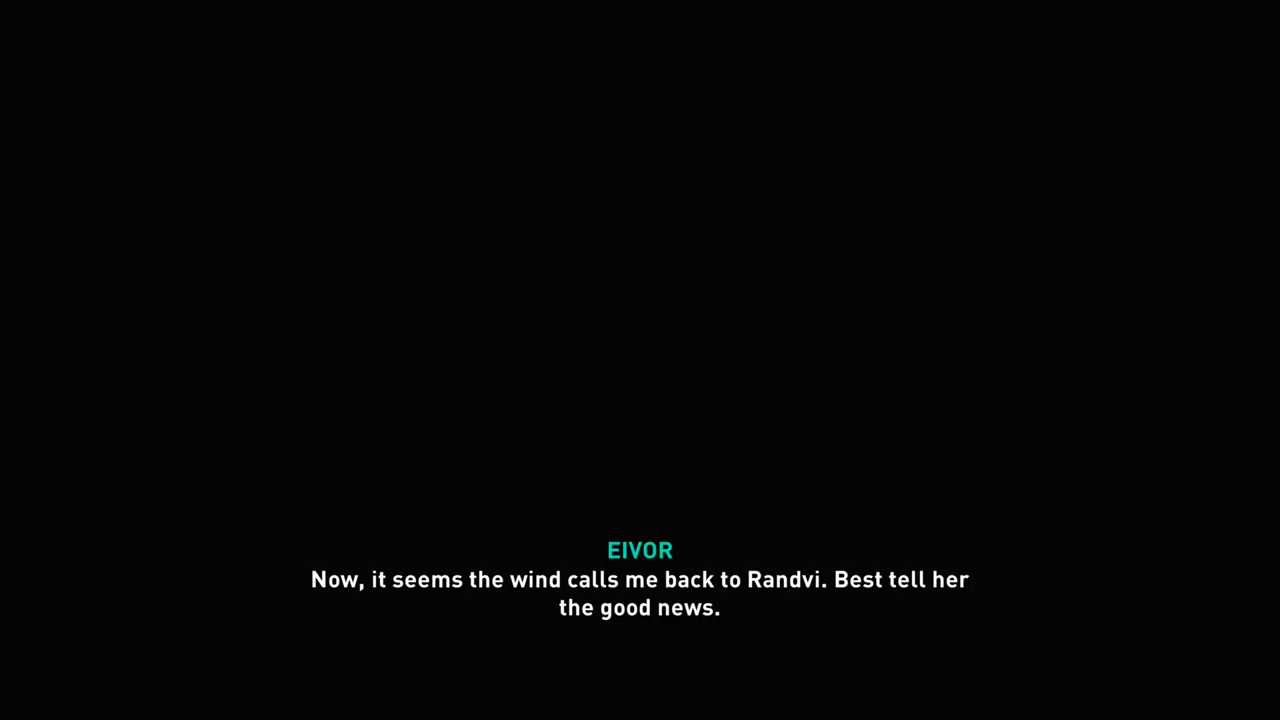 EIVOR
Now, it seems the wind calls me back to Randvi. Best tell her
the good news.